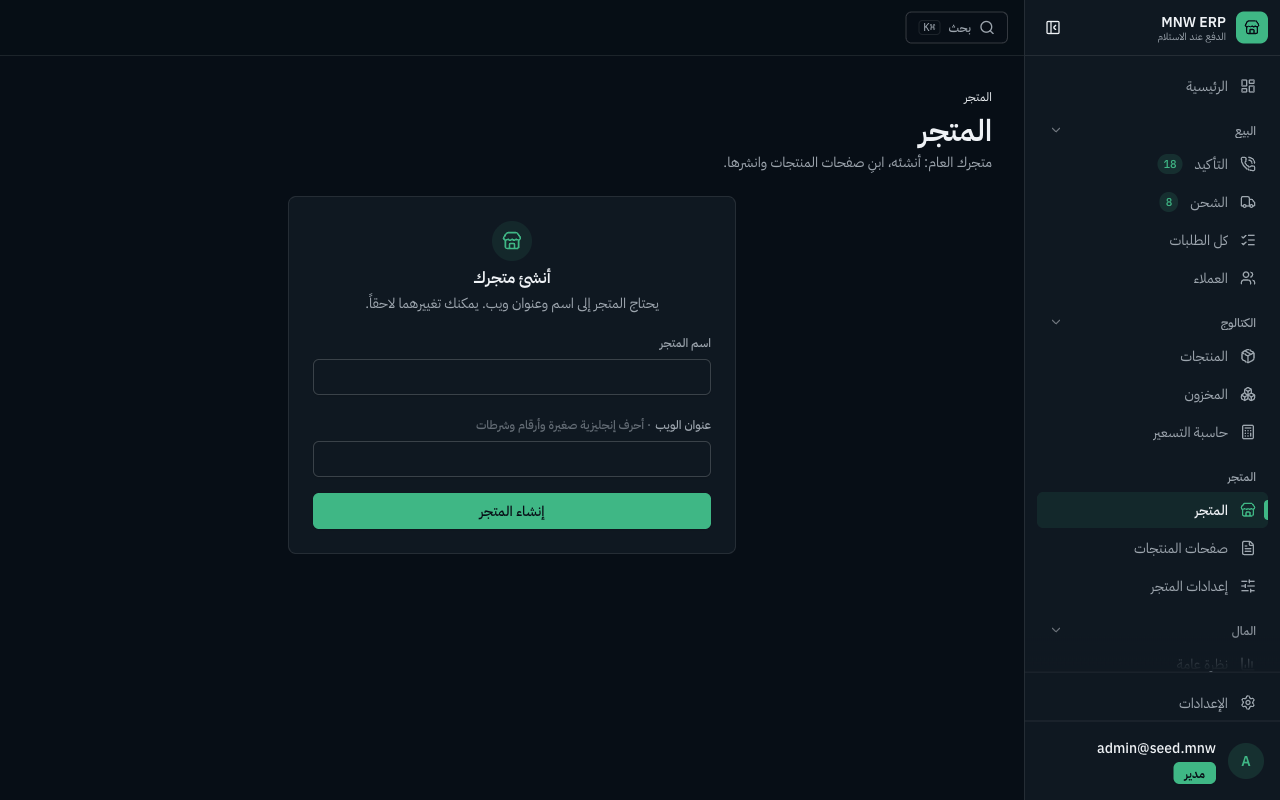 MNW ERP
الدفع عند الاستلام
بحث
⌘K
الرئيسية
البيع
التأكيد 18
الشحن 8
كل الطلبات
العملاء
الكتالوج
المنتجات
المخزون
حاسبة التسعير
المتجر
المتجر
صفحات المنتجات
إعدادات المتجر
المال
نظرة عامة
الإعدادات
A
admin@seed.mnw
مدير
المتجر
المتجر
متجرك العام: أنشئه، ابنِ صفحات المنتجات وانشرها.
أنشئ متجرك
يحتاج المتجر إلى اسم وعنوان ويب. يمكنك تغييرهما لاحقاً.
اسم المتجر
عنوان الويب · أحرف إنجليزية صغيرة وأرقام وشرطات
إنشاء المتجر